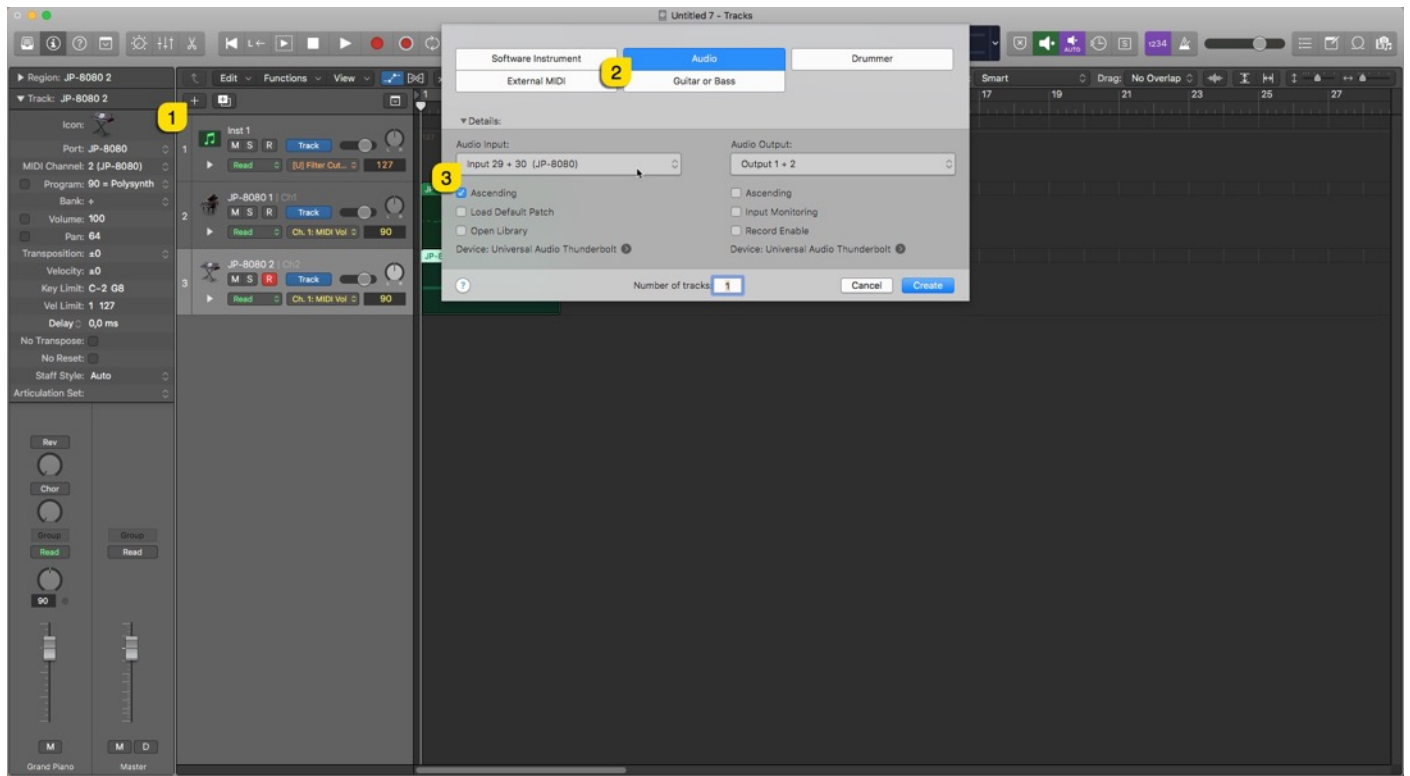 Untitled 7 - Tracks
AUTO
1234
Region: JP-8080 2
Edit
Functions
View
Smart
Drag: No Overlap
Track: JP-8080 2
1
17
19
21
23
25
27
Icon:
1
Port: JP-8080
MIDI Channel: 2 (JP-8080)
Program: 90 = Polysynth
Bank: ÷
Volume: 100
Pan: 64
Transposition: ±0
Velocity: ±0
Key Limit: C-2 G8
Vel Limit: 1 127
Delay 0,0 ms
No Transpose:
No Reset:
Staff Style: Auto
Articulation Set:
1
Inst 1
M S R Track
Read [U] Filter Cut... 127
2
JP-8080 1 | Ch1
M S R Track
Read Ch. 1: MIDI Vol 90
3
JP-8080 2 | Ch2
M S R Track
Read Ch. 1: MIDI Vol 90
Software Instrument
Audio
Drummer
External MIDI
2
Guitar or Bass
Details:
Audio Input:
Audio Output:
Input 29 + 30 (JP-8080)
Output 1 + 2
3
Ascending
Ascending
Load Default Patch
Input Monitoring
Open Library
Record Enable
Device: Universal Audio Thunderbolt
Device: Universal Audio Thunderbolt
?
Number of tracks: 1
Cancel
Create
Rev
Chor
Group
Group
Read
Read
90
M
M D
Grand Piano
Master